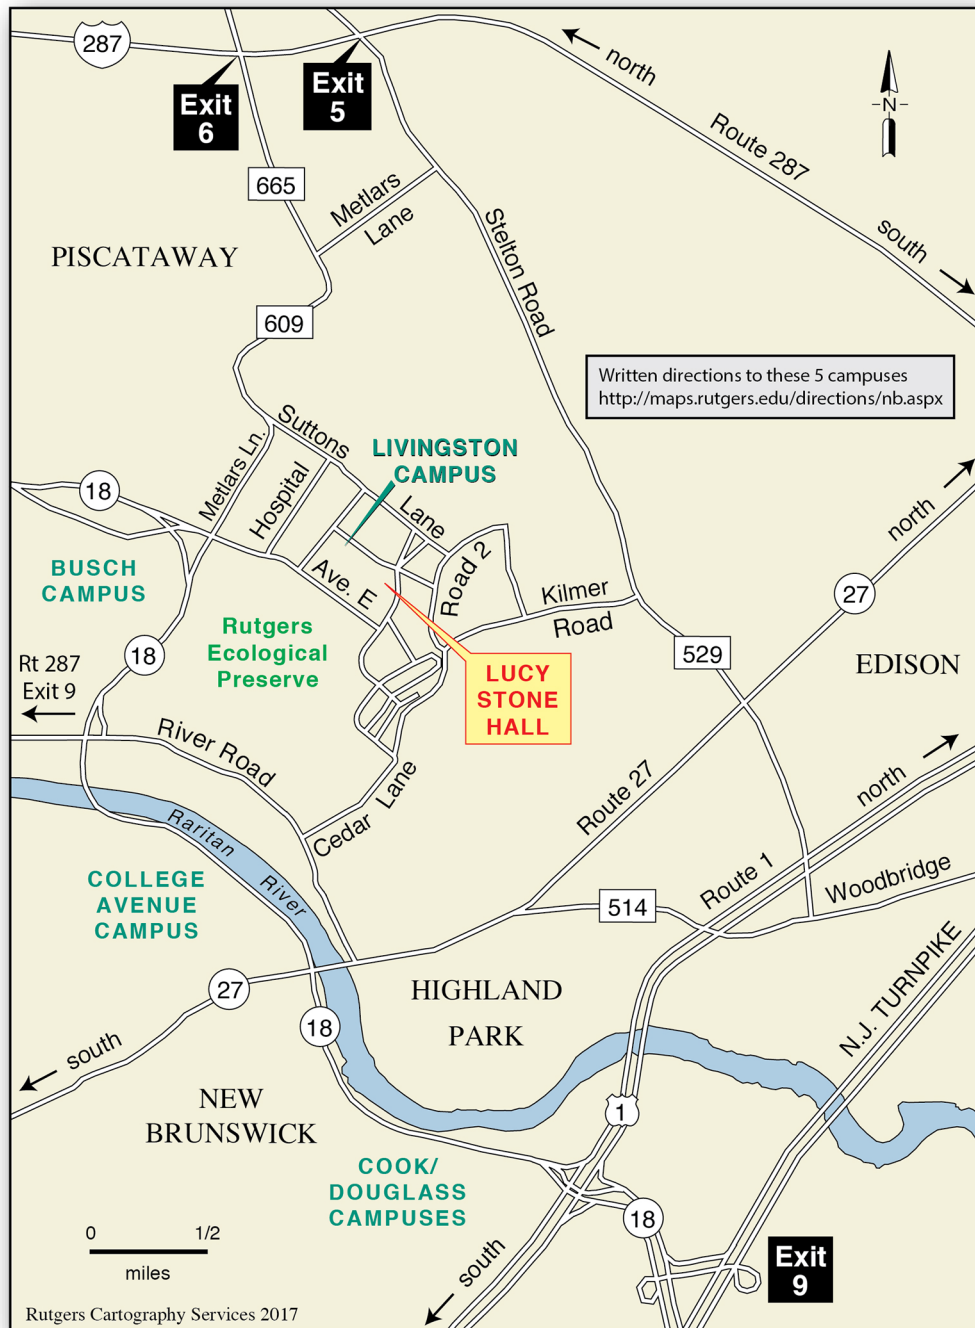 287
Exit
6
Exit
5
north
Route 287
south
N
665
Metlars
Lane
Stelton Road
PISCATAWAY
609
Written directions to these 5 campuses
http://maps.rutgers.edu/directions/nb.aspx
Suttons
Lane
LIVINGSTON
CAMPUS
Metlars Ln.
Hospital
18
north
BUSCH
CAMPUS
Ave. E
Road 2
Kilmer
Road
27
Rutgers
Ecological
Preserve
18
529
EDISON
Rt 287
Exit 9
LUCY
STONE
HALL
River Road
Cedar Lane
Route 27
north
Raritan
River
Route 1
Woodbridge
COLLEGE
AVENUE
CAMPUS
514
N.J. TURNPIKE
27
HIGHLAND
PARK
18
south
NEW
BRUNSWICK
1
COOK/
DOUGLASS
CAMPUSES
18
0 1/2
miles
south
Exit
9
Rutgers Cartography Services 2017